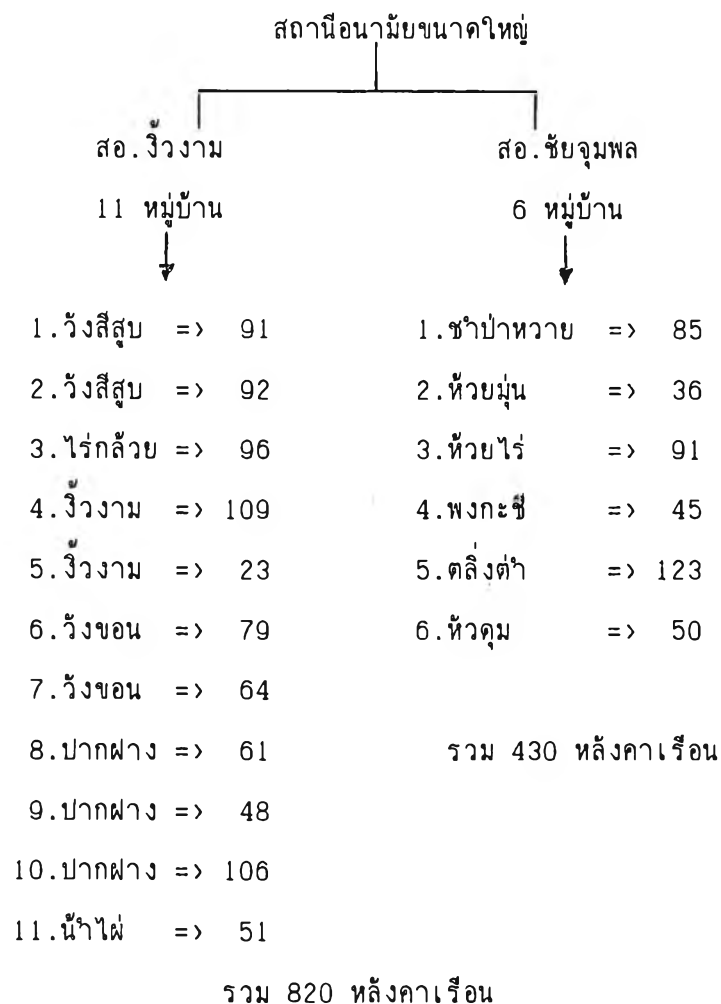 สถานีอนามัยขนาดใหญ่
สอ.งิ้วงาม
11 หมู่บ้าน
1.วังสีสูบ => 91
2.วังสีสูบ => 92
3.ไร่กล้วย => 96
4.งิ้วงาม => 109
5.งิ้วงาม => 23
6.วังขอน => 79
7.วังขอน => 64
8.ปากฝาง => 61
9.ปากฝาง => 48
10.ปากฝาง => 106
11.น้ำไผ่ => 51
รวม 820 หลังคาเรือน
สอ.ชัยจุมพล
6 หมู่บ้าน
1.ชำป่าหวาย => 85
2.ห้วยมุ่น => 36
3.ห้วยไร่ => 91
4.พงกะชี้ => 45
5.ตลิ่งต่ำ => 123
6.หัวดุม => 50
รวม 430 หลังคาเรือน